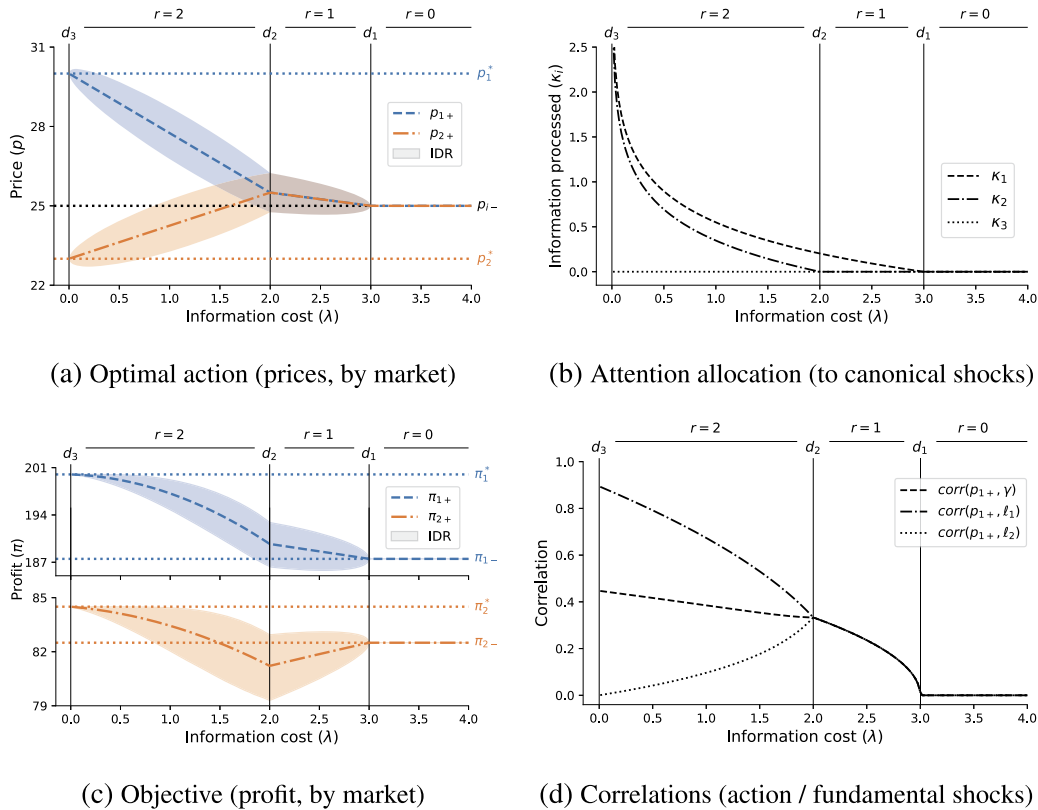 r = 2 r = 1 r = 0
d3 d2 d1
31
28
25
22
Price (p)
p1*
p2*
pi−
p1+
p2+
IDR
0.0 0.5 1.0 1.5 2.0 2.5 3.0 3.5 4.0
Information cost (λ)
(a) Optimal action (prices, by market)
r = 2 r = 1 r = 0
d3 d2 d1
2.5
2.0
1.5
1.0
0.5
0.0
Information processed (κi)
κ1
κ2
κ3
0.0 0.5 1.0 1.5 2.0 2.5 3.0 3.5 4.0
Information cost (λ)
(b) Attention allocation (to canonical shocks)
r = 2 r = 1 r = 0
d3 d2 d1
201
194
187
85
82
79
Profit (π)
π1*
π1−
π2*
π2−
π1+
π2+
IDR
0.0 0.5 1.0 1.5 2.0 2.5 3.0 3.5 4.0
Information cost (λ)
(c) Objective (profit, by market)
r = 2 r = 1 r = 0
d3 d2 d1
1.0
0.8
0.6
0.4
0.2
0.0
Correlation
corr(p1+, γ)
corr(p1+, ℓ1)
corr(p1+, ℓ2)
0.0 0.5 1.0 1.5 2.0 2.5 3.0 3.5 4.0
Information cost (λ)
(d) Correlations (action / fundamental shocks)